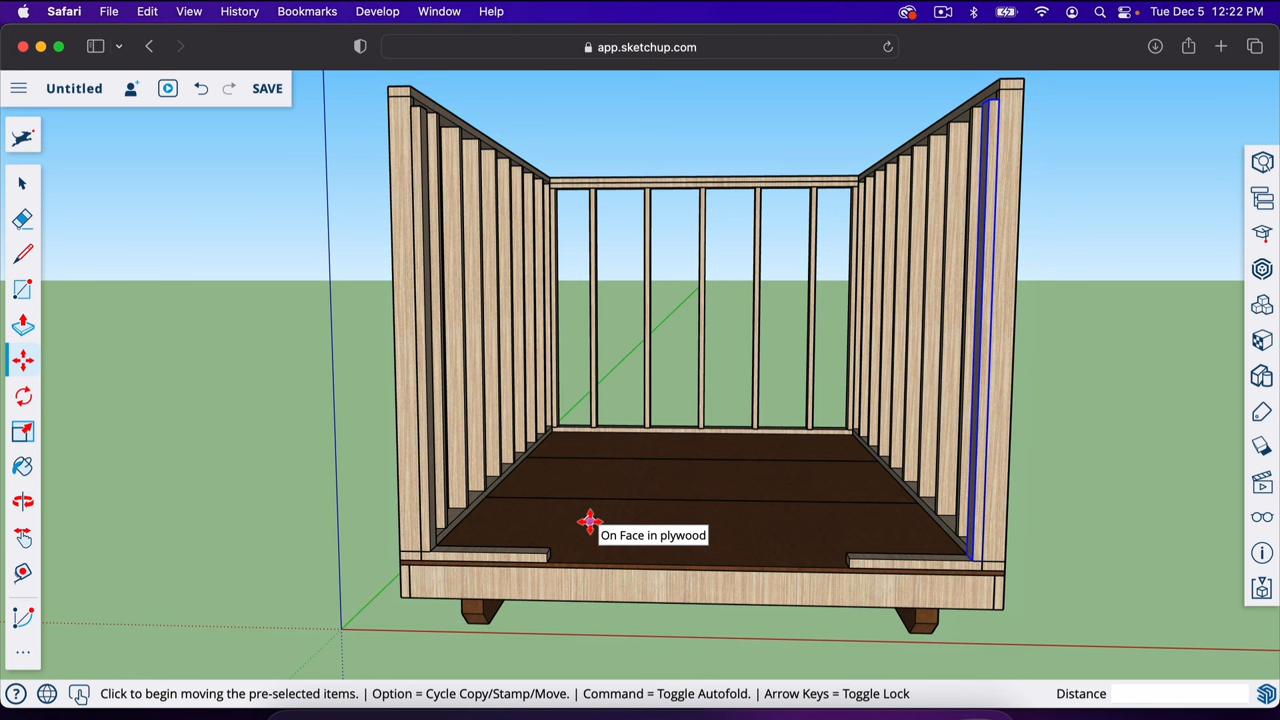 Safari File Edit View History Bookmarks Develop Window Help Tue Dec 5 12:22 PM
app.sketchup.com
Untitled SAVE
On Face in plywood
Click to begin moving the pre-selected items. | Option = Cycle Copy/Stamp/Move. | Command = Toggle Autofold. | Arrow Keys = Toggle Lock Distance